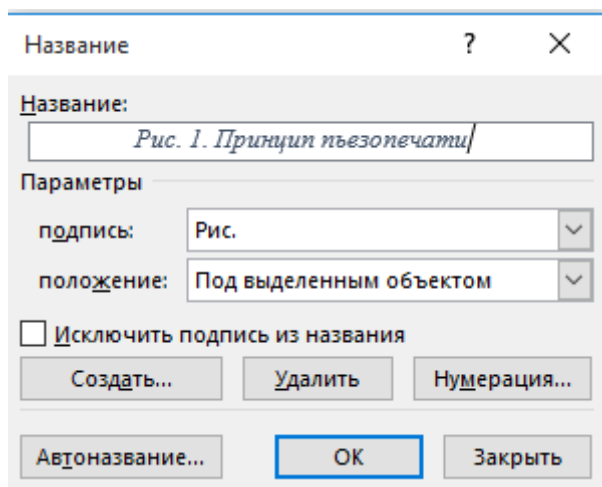 Название ? ×
Название:
Рис. 1. Принцип пьезопечати
Параметры
подпись: Рис.
положение: Под выделенным объектом
Исключить подпись из названия
Создать... Удалить Нумерация...
Автоназвание... ОК Закрыть